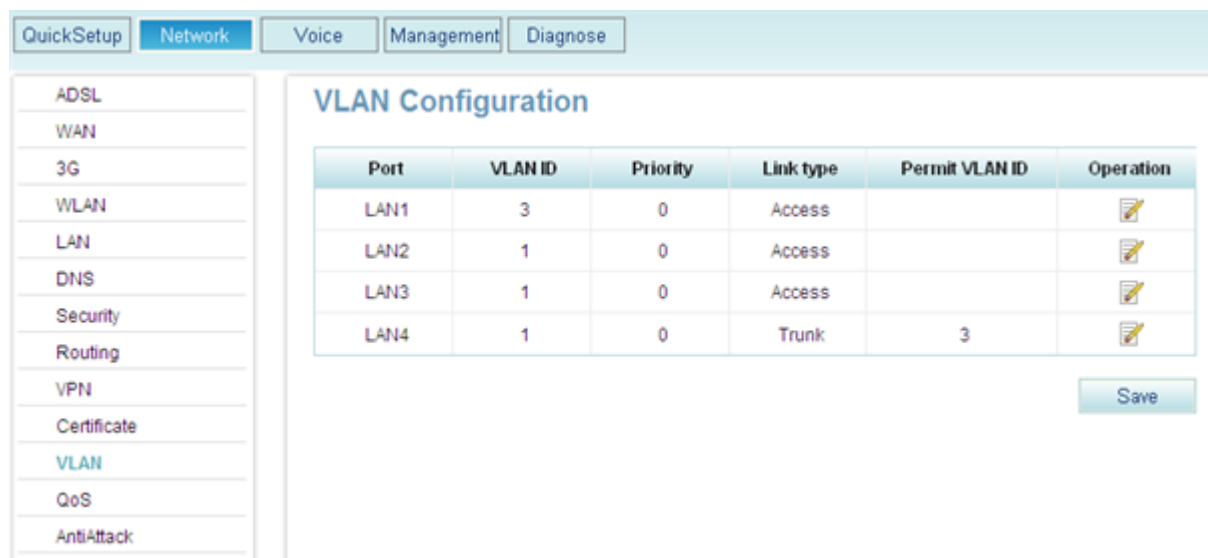 QuickSetup Network Voice Management Diagnose
ADSL
WAN
3G
WLAN
LAN
DNS
Security
Routing
VPN
Certificate
VLAN
QoS
AntiAttack
VLAN Configuration
Port VLAN ID Priority Link type Permit VLAN ID Operation
LAN1 3 0 Access
LAN2 1 0 Access
LAN3 1 0 Access
LAN4 1 0 Trunk 3
Save